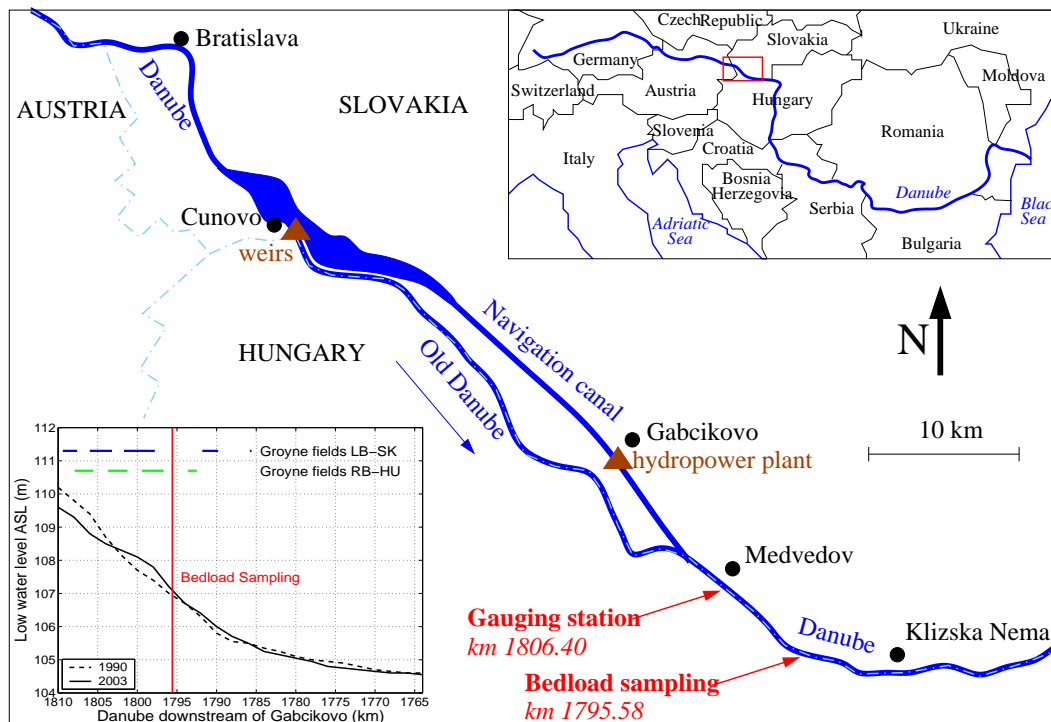 Bratislava
Danube
AUSTRIA
SLOVAKIA
Cunovo
weirs
HUNGARY
Navigation canal
Old Danube
Gabcikovo
hydropower plant
Medvedov
Gauging station
km 1806.40
Danube
Klizska Nema
Bedload sampling
km 1795.58
N
10 km
Czech Republic
Slovakia
Ukraine
Germany
Moldova
Switzerland
Austria
Hungary
Slovenia
Romania
Croatia
Italy
Bosnia
Herzegovia
Danube
Serbia
Black
Sea
Adriatic
Sea
Bulgaria
Low water level ASL (m)
112
111
110
109
108
107
106
105
104
Groyne fields LB-SK
Groyne fields RB-HU
Bedload Sampling
1990
2003
1810 1805 1800 1795 1790 1785 1780 1775 1770 1765
Danube downstream of Gabcikovo (km)